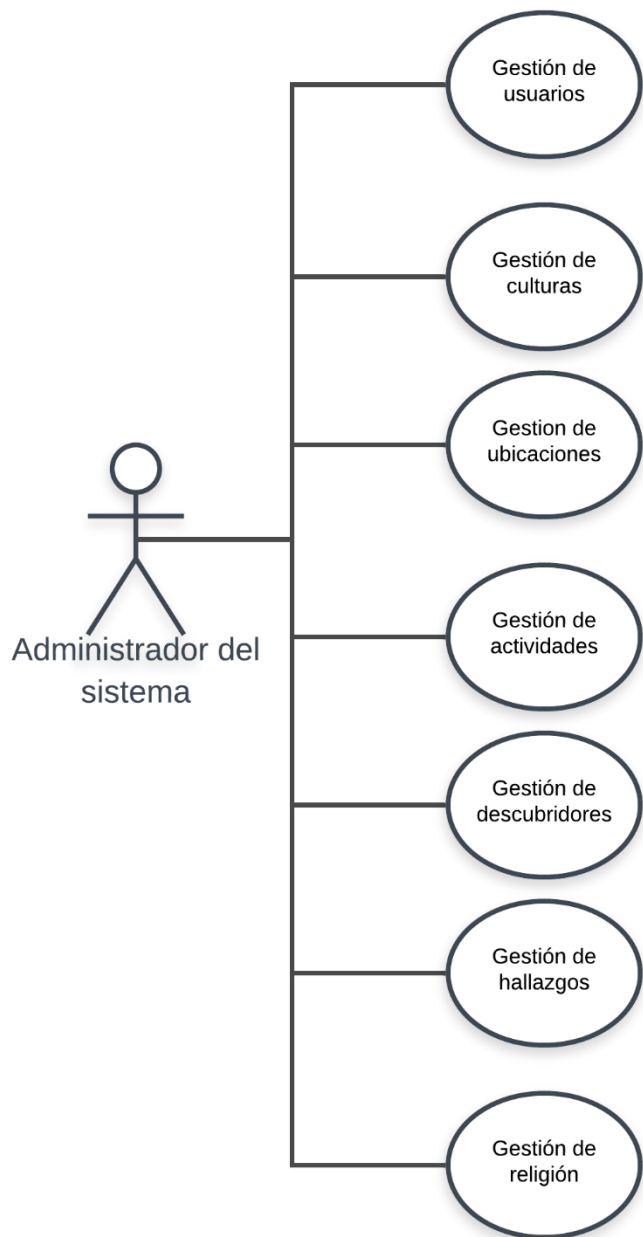 Gestión de
usuarios
Gestión de
culturas
Gestion de
ubicaciones
Administrador del
sistema
Gestión de
actividades
Gestión de
descubridores
Gestión de
hallazgos
Gestión de
religión